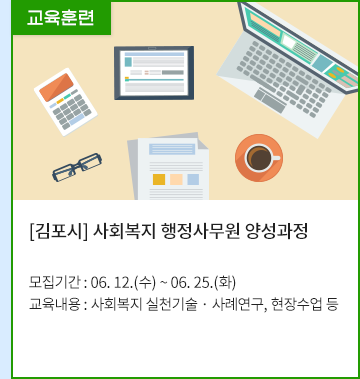 교육훈련
[김포시] 사회복지 행정사무원 양성과정
모집기간 : 06. 12.(수) ~ 06. 25.(화)
교육내용 : 사회복지 실천기술 · 사례연구, 현장수업 등